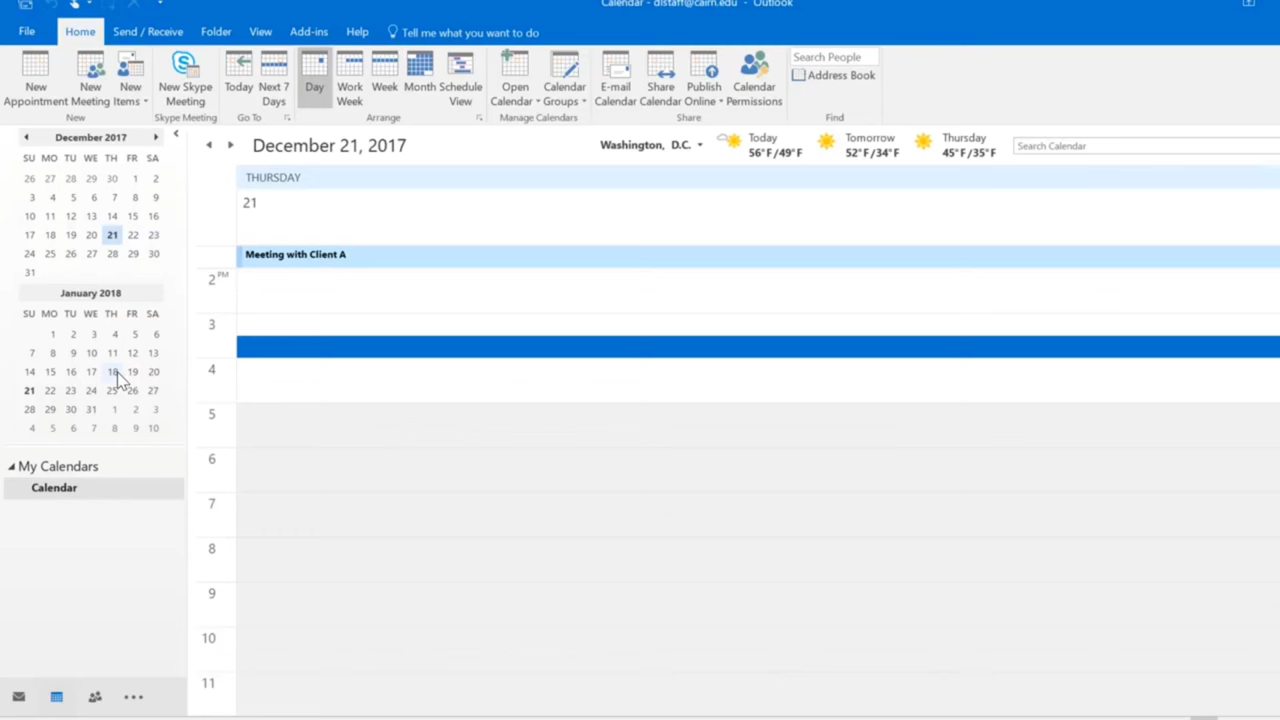 Calendar - dlstaff@cairn.edu - Outlook
File Home Send / Receive Folder View Add-ins Help Tell me what you want to do
New Appointment
New Meeting
New Items
New Skype Meeting
Today
Next 7 Days
Day
Work Week
Week
Month
Schedule View
Open Calendar
Calendar Groups
E-mail Calendar
Share Calendar
Publish Online
Calendar Permissions
Search People
Address Book
New
Skype Meeting
Go To
Arrange
Manage Calendars
Share
Find
December 2017
SU MO TU WE TH FR SA
26 27 28 29 30 1 2
3 4 5 6 7 8 9
10 11 12 13 14 15 16
17 18 19 20 21 22 23
24 25 26 27 28 29 30
31
January 2018
SU MO TU WE TH FR SA
1 2 3 4 5 6
7 8 9 10 11 12 13
14 15 16 17 18 19 20
21 22 23 24 25 26 27
28 29 30 31 1 2 3
4 5 6 7 8 9 10
My Calendars
Calendar
December 21, 2017
Washington, D.C.
Today
56°F/49°F
Tomorrow
52°F/34°F
Thursday
45°F/35°F
Search Calendar
THURSDAY
21
Meeting with Client A
2 PM
3
4
5
6
7
8
9
10
11